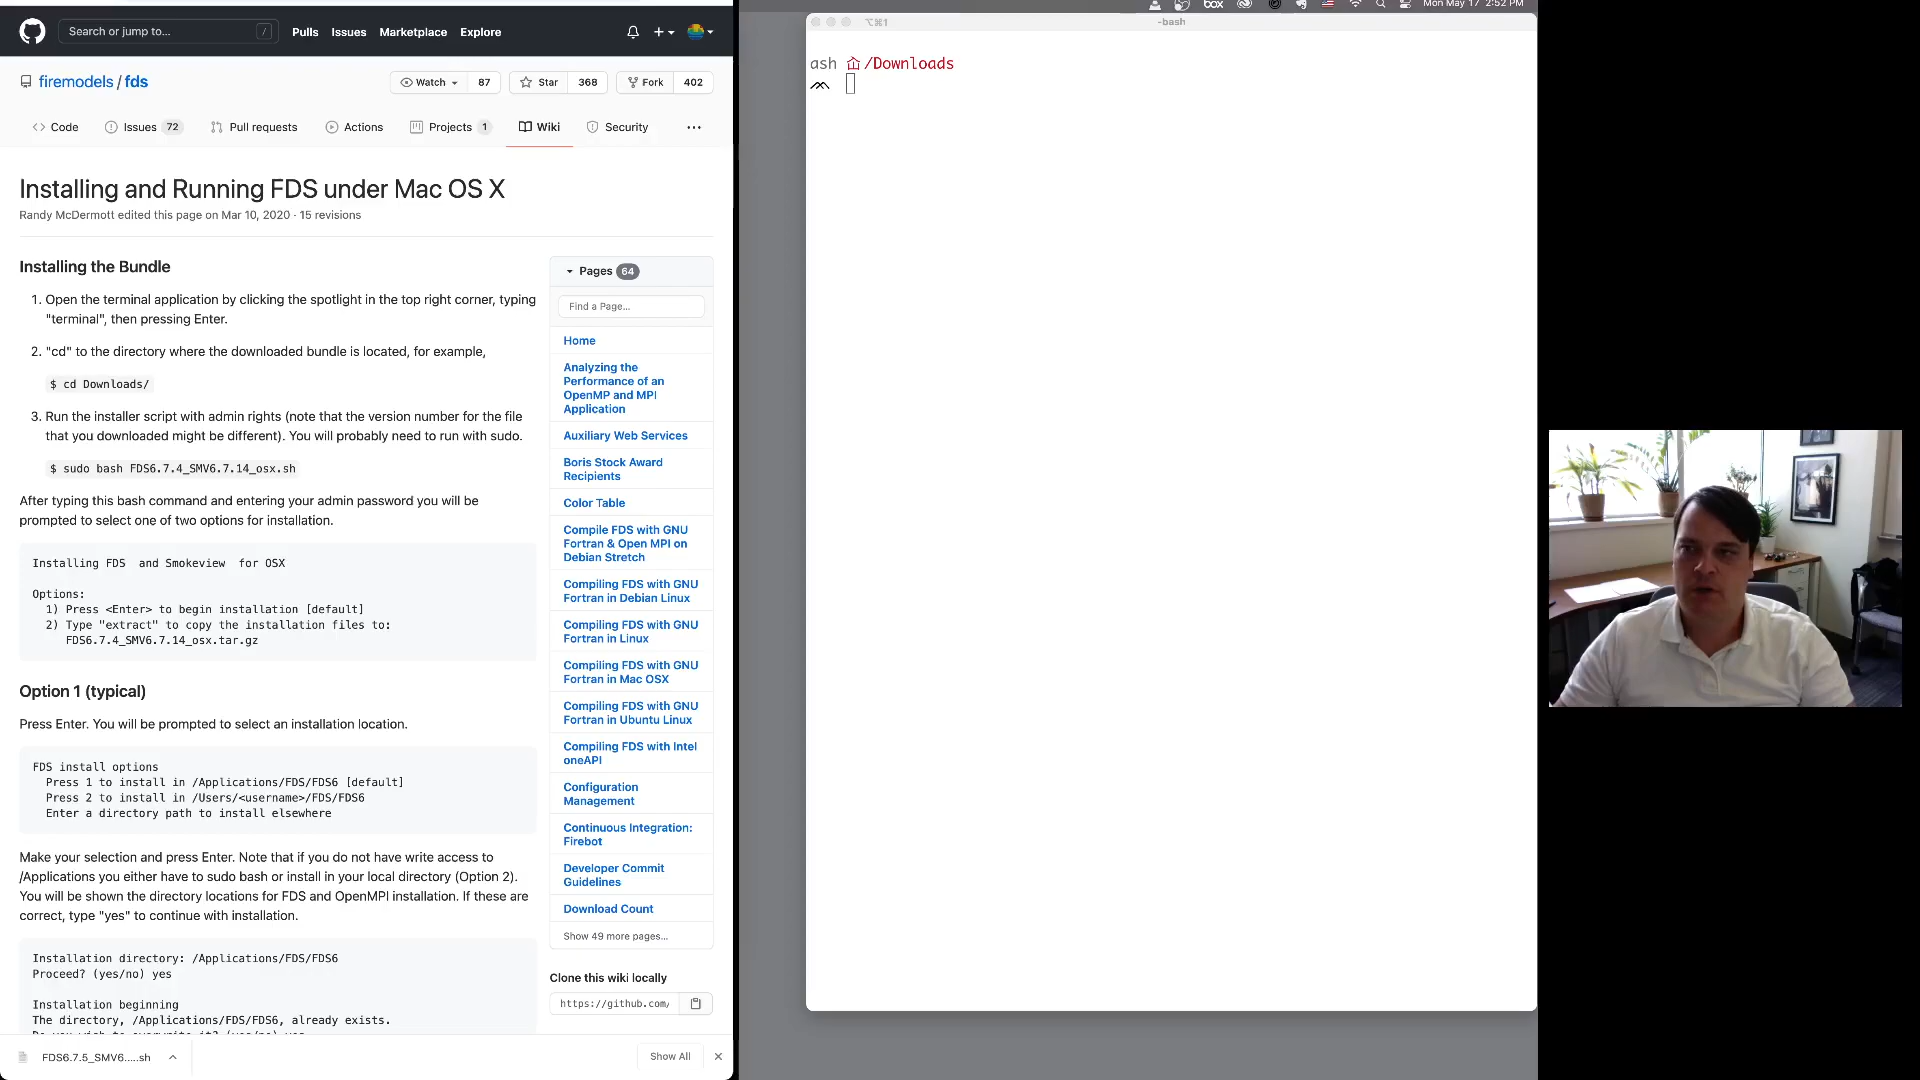 Search or jump to...
/
Pulls
Issues
Marketplace
Explore
firemodels / fds
Watch
87
Star
368
Fork
402
Code
Issues 72
Pull requests
Actions
Projects 1
Wiki
Security
...
Installing and Running FDS under Mac OS X
Randy McDermott edited this page on Mar 10, 2020 · 15 revisions
Installing the Bundle
1. Open the terminal application by clicking the spotlight in the top right corner, typing
"terminal", then pressing Enter.
2. "cd" to the directory where the downloaded bundle is located, for example,
$ cd Downloads/
3. Run the installer script with admin rights (note that the version number for the file
that you downloaded might be different). You will probably need to run with sudo.
$ sudo bash FDS6.7.4_SMV6.7.14_osx.sh
After typing this bash command and entering your admin password you will be
prompted to select one of two options for installation.
Installing FDS  and Smokeview  for OSX
Options:
1) Press <Enter> to begin installation [default]
2) Type "extract" to copy the installation files to:
FDS6.7.4_SMV6.7.14_osx.tar.gz
Option 1 (typical)
Press Enter. You will be prompted to select an installation location.
FDS install options
Press 1 to install in /Applications/FDS/FDS6 [default]
Press 2 to install in /Users/<username>/FDS/FDS6
Enter a directory path to install elsewhere
Make your selection and press Enter. Note that if you do not have write access to
/Applications you either have to sudo bash or install in your local directory (Option 2).
You will be shown the directory locations for FDS and OpenMPI installation. If these are
correct, type "yes" to continue with installation.
Installation directory: /Applications/FDS/FDS6
Proceed? (yes/no) yes
Installation beginning
The directory, /Applications/FDS/FDS6, already exists.
Pages 64
Find a Page...
Home
Analyzing the
Performance of an
OpenMP and MPI
Application
Auxiliary Web Services
Boris Stock Award
Recipients
Color Table
Compile FDS with GNU
Fortran & Open MPI on
Debian Stretch
Compiling FDS with GNU
Fortran in Debian Linux
Compiling FDS with GNU
Fortran in Linux
Compiling FDS with GNU
Fortran in Mac OSX
Compiling FDS with GNU
Fortran in Ubuntu Linux
Compiling FDS with Intel
oneAPI
Configuration
Management
Continuous Integration:
Firebot
Developer Commit
Guidelines
Download Count
Show 49 more pages...
Clone this wiki locally
https://github.com/
FDS6.7.5_SMV6.....sh
Show All
box
Mon May 17 2:52 PM
⌥⌘1
-bash
ash
/Downloads